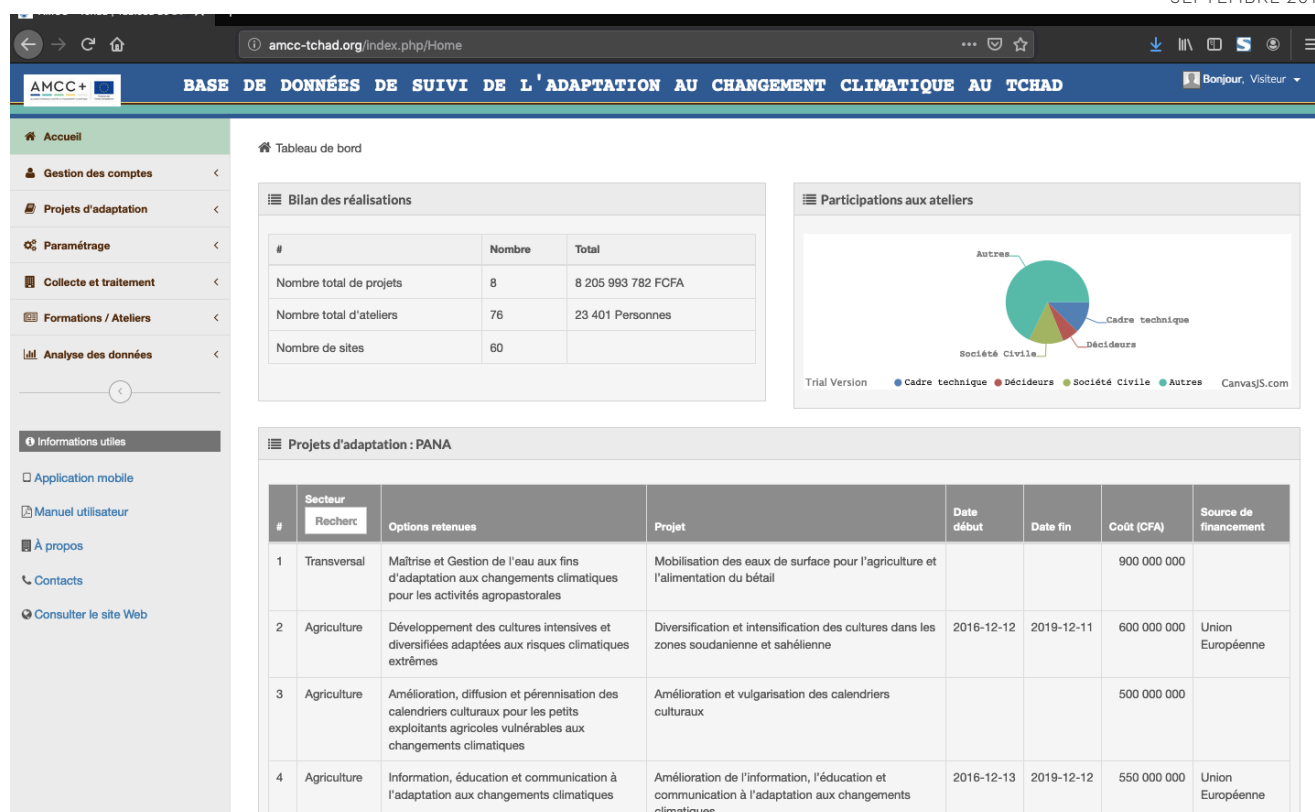 SEPTEMBRE 201
amcc-tchad.org/index.php/Home
AMCC+
BASE DE DONNÉES DE SUIVI DE L'ADAPTATION AU CHANGEMENT CLIMATIQUE AU TCHAD
Bonjour, Visiteur
Accueil
Gestion des comptes
Projets d'adaptation
Paramétrage
Collecte et traitement
Formations / Ateliers
Analyse des données
Informations utiles
Application mobile
Manuel utilisateur
À propos
Contacts
Consulter le site Web
Tableau de bord
Bilan des réalisations
# Nombre Total
Nombre total de projets 8 8 205 993 782 FCFA
Nombre total d'ateliers 76 23 401 Personnes
Nombre de sites 60
Participations aux ateliers
Autres
Cadre technique
Décideurs
Société Civile
Trial Version Cadre technique Décideurs Société Civile Autres CanvasJS.com
Projets d'adaptation : PANA
Secteur
Date
Source de
# Recherc Options retenues Projet début Date fin Coût (CFA) financement
1 Transversal Maîtrise et Gestion de l'eau aux fins Mobilisation des eaux de surface pour l'agriculture et 900 000 000
d'adaptation aux changements climatiques l'alimentation du bétail
pour les activités agropastorales
2 Agriculture Développement des cultures intensives et Diversification et intensification des cultures dans les 2016-12-12 2019-12-11 600 000 000 Union
diversifiées adaptées aux risques climatiques zones soudanienne et sahélienne Européenne
extrêmes
3 Agriculture Amélioration, diffusion et pérennisation des Amélioration et vulgarisation des calendriers 500 000 000
calendriers culturaux pour les petits culturaux
exploitants agricoles vulnérables aux
changements climatiques
4 Agriculture Information, éducation et communication à Amélioration de l'information, l'éducation et 2016-12-13 2019-12-12 550 000 000 Union
l'adaptation aux changements climatiques communication à l'adaptation aux changements Européenne
climatiques